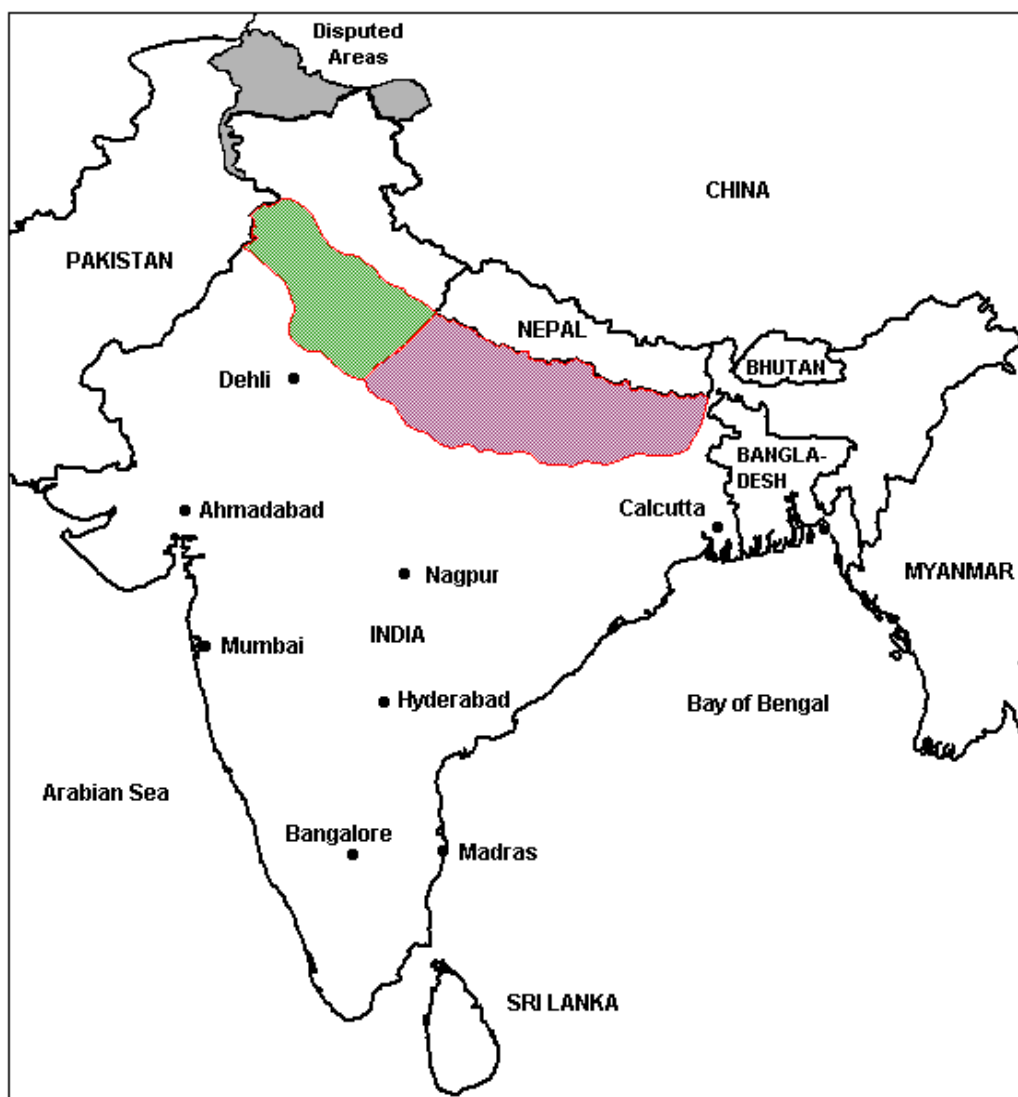 Disputed
Areas
CHINA
PAKISTAN
NEPAL
BHUTAN
Dehli
BANGLA-
DESH
Ahmadabad
Calcutta
Nagpur
MYANMAR
INDIA
Mumbai
Hyderabad
Bay of Bengal
Arabian Sea
Bangalore
Madras
SRI LANKA